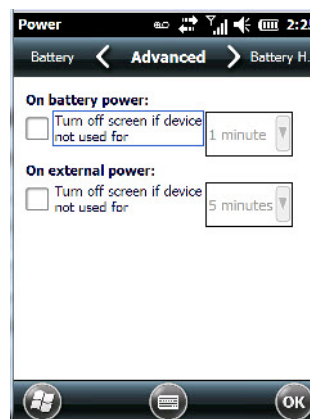 Power 2:25
Battery Advanced Battery H.
On battery power:
Turn off screen if device
not used for
1 minute
On external power:
Turn off screen if device
not used for
5 minutes
OK